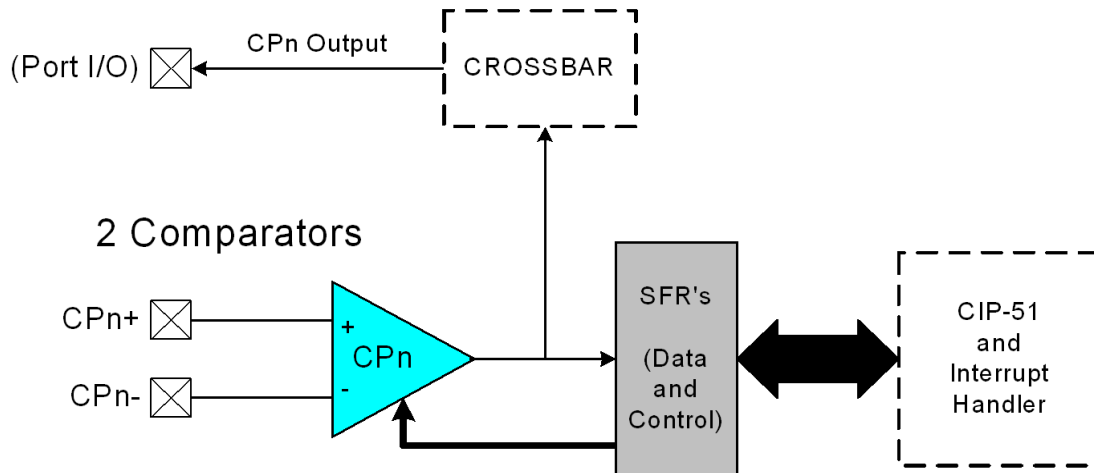 CPn Output
(Port I/O)
CROSSBAR
2 Comparators
CPn+
CPn-
+
CPn
-
SFR's
(Data
and
Control)
CIP-51
and
Interrupt
Handler